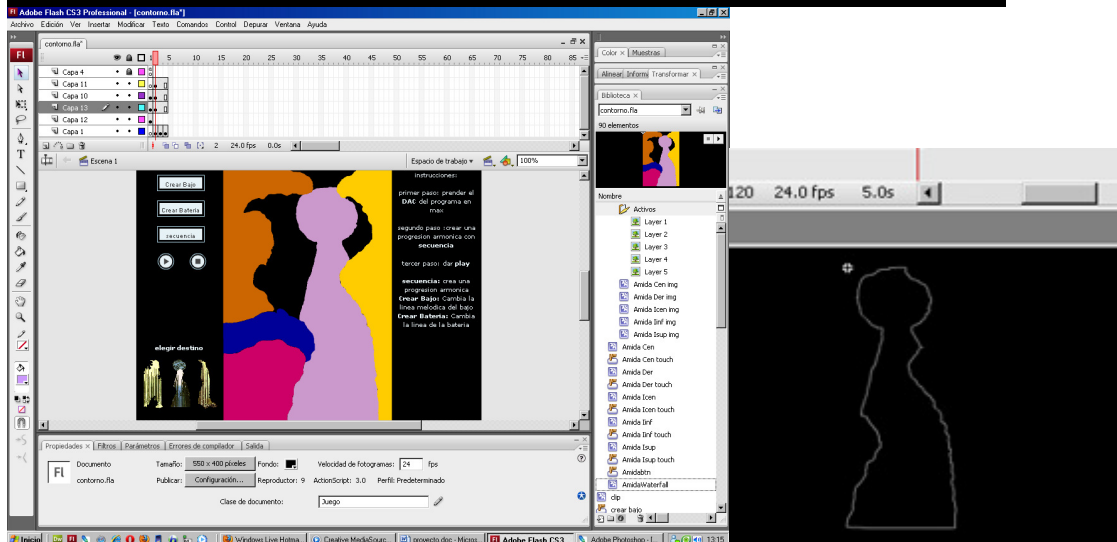 Adobe Flash CS3 Professional - [contorno.fla*]
Archivo Edición Ver Insertar Modificar Texto Comandos Control Depurar Ventana Ayuda
contorno.fla*
1 5 10 15 20 25 30 35 40 45 50 55 60 65 70 75 80 85
Capa 4
Capa 11
Capa 10
Capa 13
Capa 12
Capa 1
2 24.0 fps 0.0s
Escena 1
Espacio de trabajo
100%
Crear Bajo
Crear Bateria
secuencia
elegir destino
instrucciones:
primer paso: prender el
DAC del programa en
max
segundo paso :crear una
progresion armonica con
secuencia
tercer paso: dar play
secuencia: crea una
progresion armonica
Crear Bajo: Cambia la
linea melodica del bajo
Crear Bateria: Cambia
la linea de la bateria
Propiedades × Filtros Parámetros Errores de compilador Salida
Fl
Documento
contorno.fla
Tamaño: 550 x 400 píxeles Fondo: Velocidad de fotogramas: 24 fps
Publicar: Configuración... Reproductor: 9 ActionScript: 3.0 Perfil: Predeterminado
Clase de documento: Juego
Color × Muestras
Alinear Informa Transformar ×
Biblioteca ×
contorno.fla
90 elementos
Nombre
Activos
Layer 1
Layer 2
Layer 3
Layer 4
Layer 5
Amida Cen img
Amida Der img
Amida Icen img
Amida Iinf img
Amida Isup img
Amida Cen
Amida Cen touch
Amida Der
Amida Der touch
Amida Icen
Amida Icen touch
Amida Iinf
Amida Iinf touch
Amida Isup
Amida Isup touch
Amidabtn
AmidaWaterfall
clip
crear bajo
120 24.0 fps 5.0s
Inicio
Windows Live Hotma...
Creative MediaSourc...
proyecto.doc - Micros...
Adobe Flash CS3 ...
Adobe Photoshop - [...
13:15